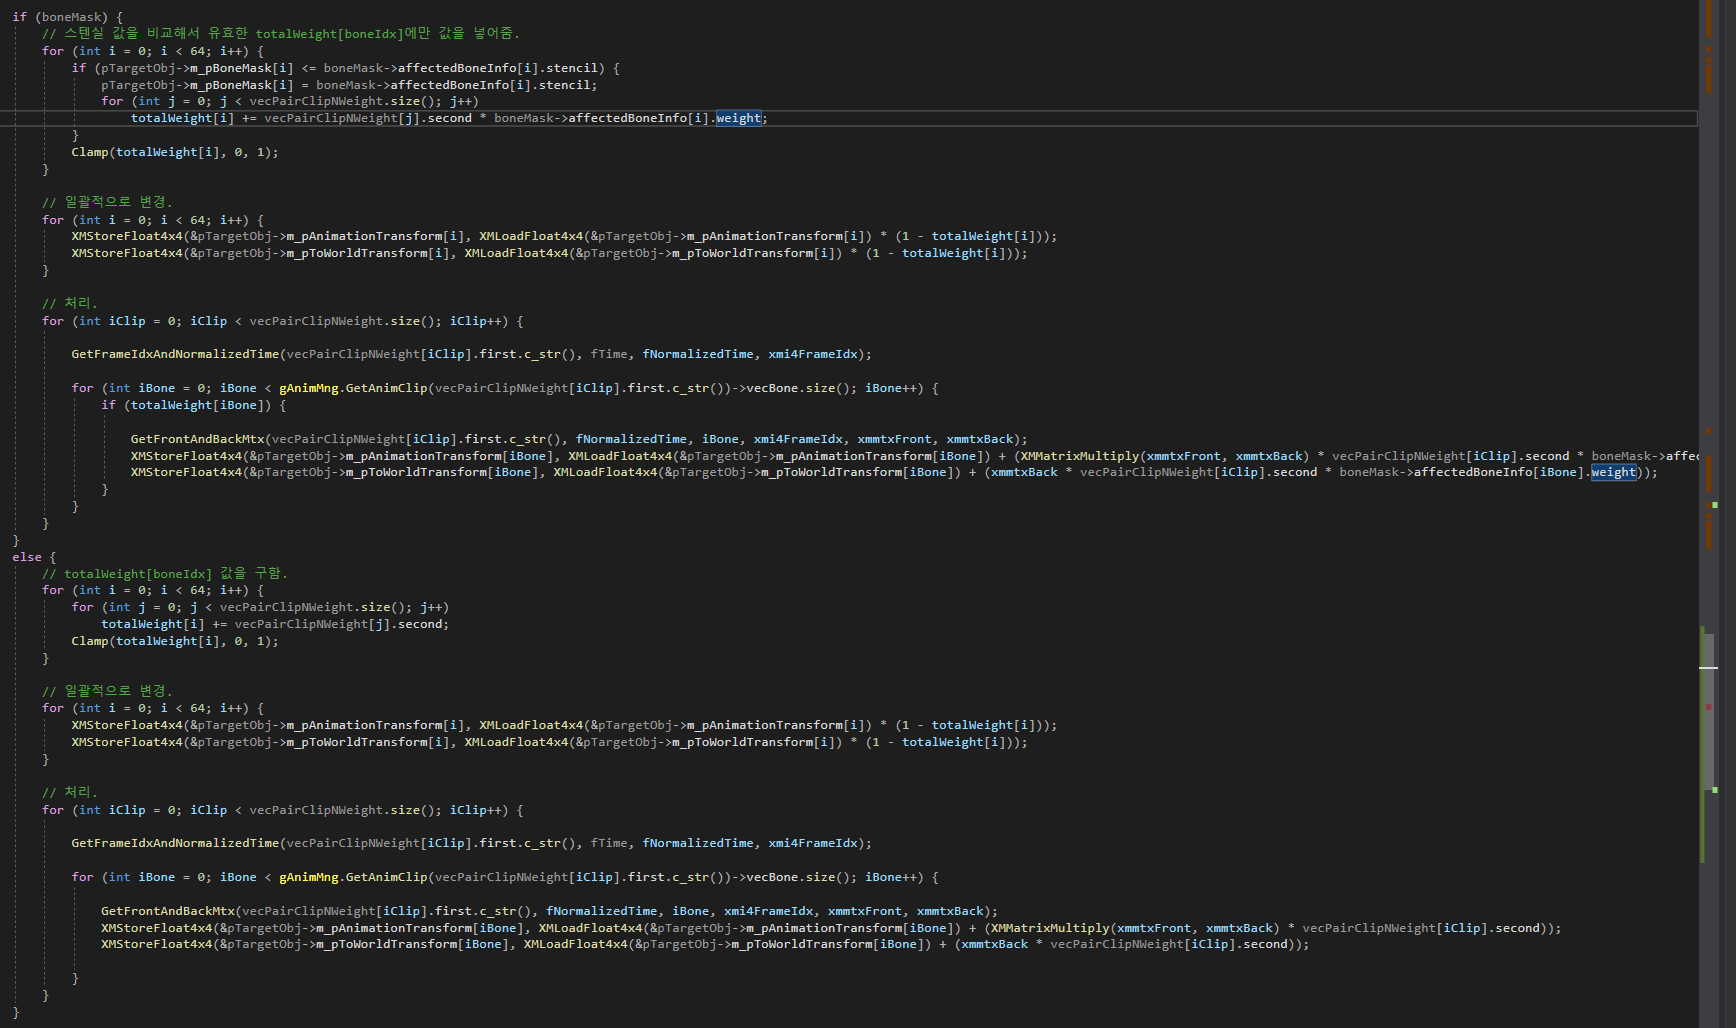 if (boneMask) {
// 스텐실 값을 비교해서 유효한 totalWeight[boneIdx]에만 값을 넣어줌.
for (int i = 0; i < 64; i++) {
if (pTargetObj->m_pBoneMask[i] <= boneMask->affectedBoneInfo[i].stencil) {
pTargetObj->m_pBoneMask[i] = boneMask->affectedBoneInfo[i].stencil;
for (int j = 0; j < vecPairClipNWeight.size(); j++)
totalWeight[i] += vecPairClipNWeight[j].second * boneMask->affectedBoneInfo[i].weight;
}
Clamp(totalWeight[i], 0, 1);
}
// 일괄적으로 변경.
for (int i = 0; i < 64; i++) {
XMStoreFloat4x4(&pTargetObj->m_pAnimationTransform[i], XMLoadFloat4x4(&pTargetObj->m_pAnimationTransform[i]) * (1 - totalWeight[i]));
XMStoreFloat4x4(&pTargetObj->m_pToWorldTransform[i], XMLoadFloat4x4(&pTargetObj->m_pToWorldTransform[i]) * (1 - totalWeight[i]));
}
// 처리.
for (int iClip = 0; iClip < vecPairClipNWeight.size(); iClip++) {
GetFrameIdxAndNormalizedTime(vecPairClipNWeight[iClip].first.c_str(), fTime, fNormalizedTime, xmi4FrameIdx);
for (int iBone = 0; iBone < gAnimMng.GetAnimClip(vecPairClipNWeight[iClip].first.c_str())->vecBone.size(); iBone++) {
if (totalWeight[iBone]) {
GetFrontAndBackMtx(vecPairClipNWeight[iClip].first.c_str(), fNormalizedTime, iBone, xmi4FrameIdx, xmmtxFront, xmmtxBack);
XMStoreFloat4x4(&pTargetObj->m_pAnimationTransform[iBone], XMLoadFloat4x4(&pTargetObj->m_pAnimationTransform[iBone]) + (XMMatrixMultiply(xmmtxFront, xmmtxBack) * vecPairClipNWeight[iClip].second * boneMask->affec
XMStoreFloat4x4(&pTargetObj->m_pToWorldTransform[iBone], XMLoadFloat4x4(&pTargetObj->m_pToWorldTransform[iBone]) + (xmmtxBack * vecPairClipNWeight[iClip].second * boneMask->affectedBoneInfo[iBone].weight));
}
}
}
}
else {
// totalWeight[boneIdx] 값을 구함.
for (int i = 0; i < 64; i++) {
for (int j = 0; j < vecPairClipNWeight.size(); j++)
totalWeight[i] += vecPairClipNWeight[j].second;
Clamp(totalWeight[i], 0, 1);
}
// 일괄적으로 변경.
for (int i = 0; i < 64; i++) {
XMStoreFloat4x4(&pTargetObj->m_pAnimationTransform[i], XMLoadFloat4x4(&pTargetObj->m_pAnimationTransform[i]) * (1 - totalWeight[i]));
XMStoreFloat4x4(&pTargetObj->m_pToWorldTransform[i], XMLoadFloat4x4(&pTargetObj->m_pToWorldTransform[i]) * (1 - totalWeight[i]));
}
// 처리.
for (int iClip = 0; iClip < vecPairClipNWeight.size(); iClip++) {
GetFrameIdxAndNormalizedTime(vecPairClipNWeight[iClip].first.c_str(), fTime, fNormalizedTime, xmi4FrameIdx);
for (int iBone = 0; iBone < gAnimMng.GetAnimClip(vecPairClipNWeight[iClip].first.c_str())->vecBone.size(); iBone++) {
GetFrontAndBackMtx(vecPairClipNWeight[iClip].first.c_str(), fNormalizedTime, iBone, xmi4FrameIdx, xmmtxFront, xmmtxBack);
XMStoreFloat4x4(&pTargetObj->m_pAnimationTransform[iBone], XMLoadFloat4x4(&pTargetObj->m_pAnimationTransform[iBone]) + (XMMatrixMultiply(xmmtxFront, xmmtxBack) * vecPairClipNWeight[iClip].second));
XMStoreFloat4x4(&pTargetObj->m_pToWorldTransform[iBone], XMLoadFloat4x4(&pTargetObj->m_pToWorldTransform[iBone]) + (xmmtxBack * vecPairClipNWeight[iClip].second));
}
}
}